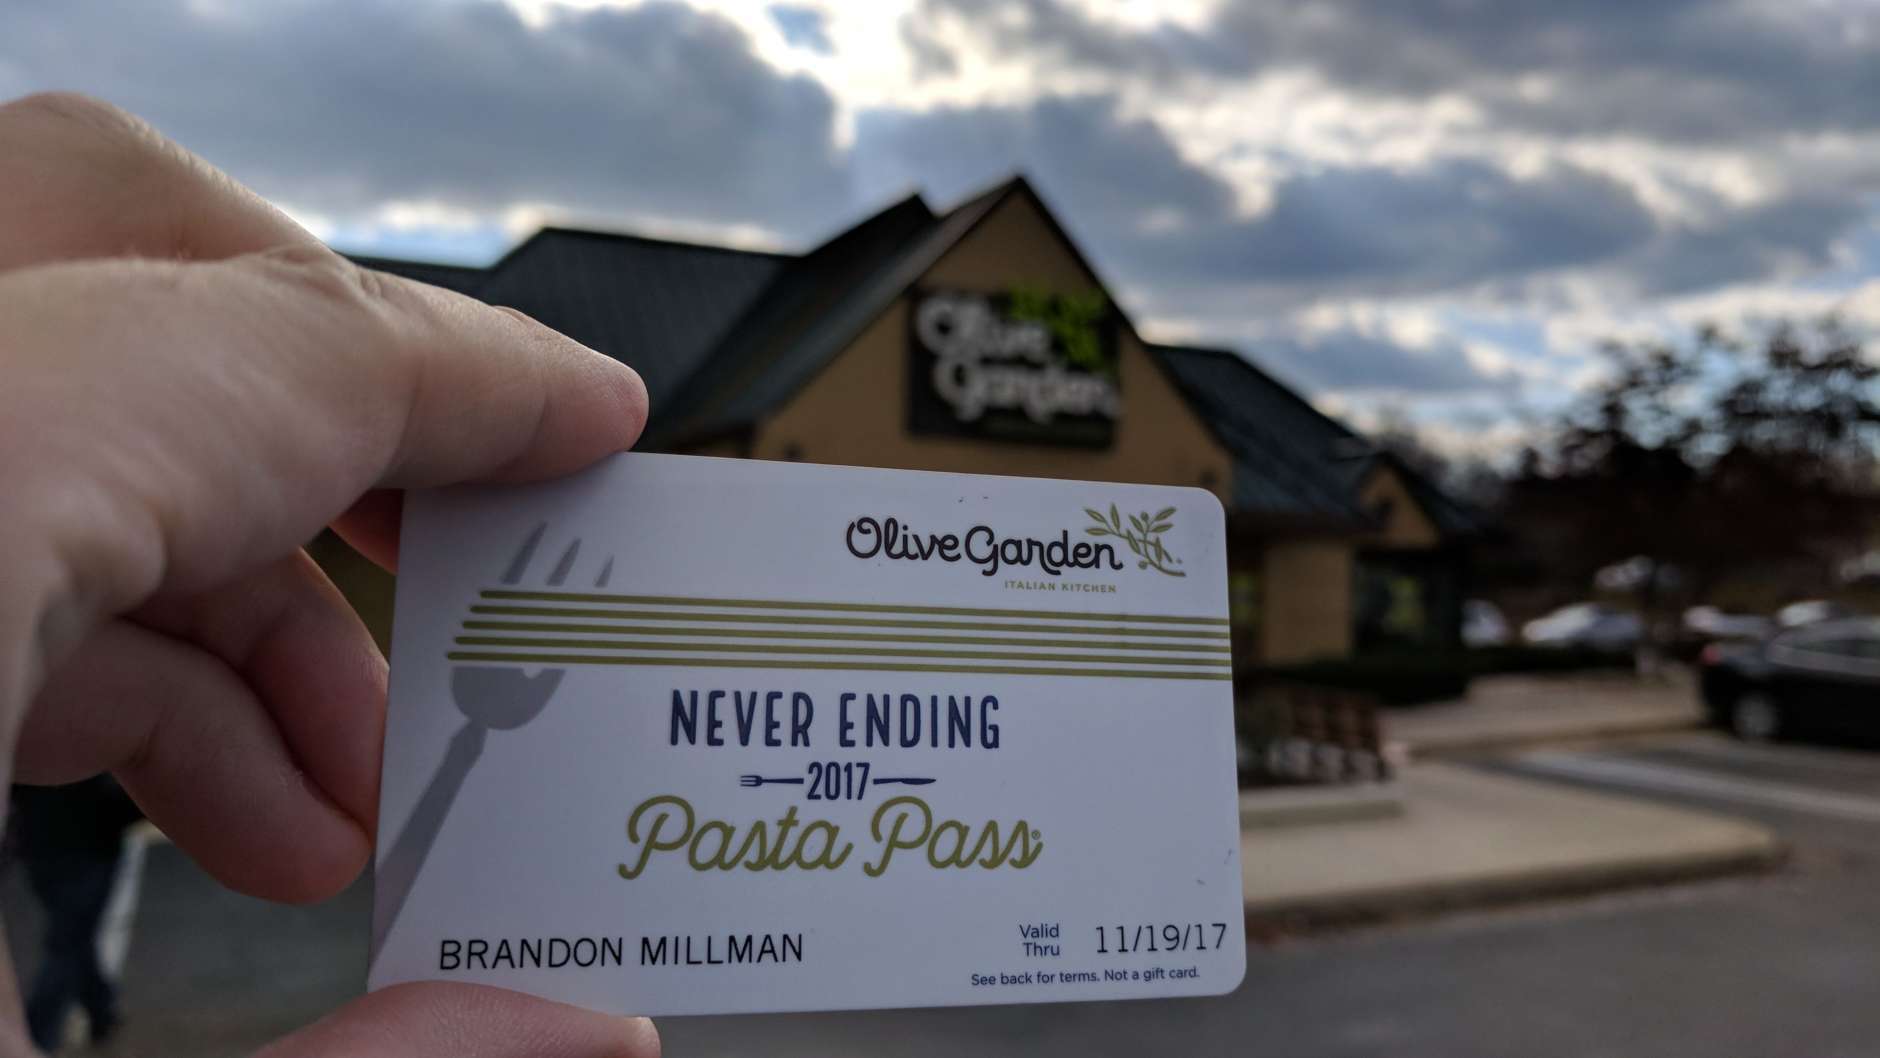 Olive
Garden
Olive Garden
ITALIAN KITCHEN
NEVER ENDING
2017
Pasta Pass®
BRANDON MILLMAN
Valid
Thru
11/19/17
See back for terms. Not a gift card.